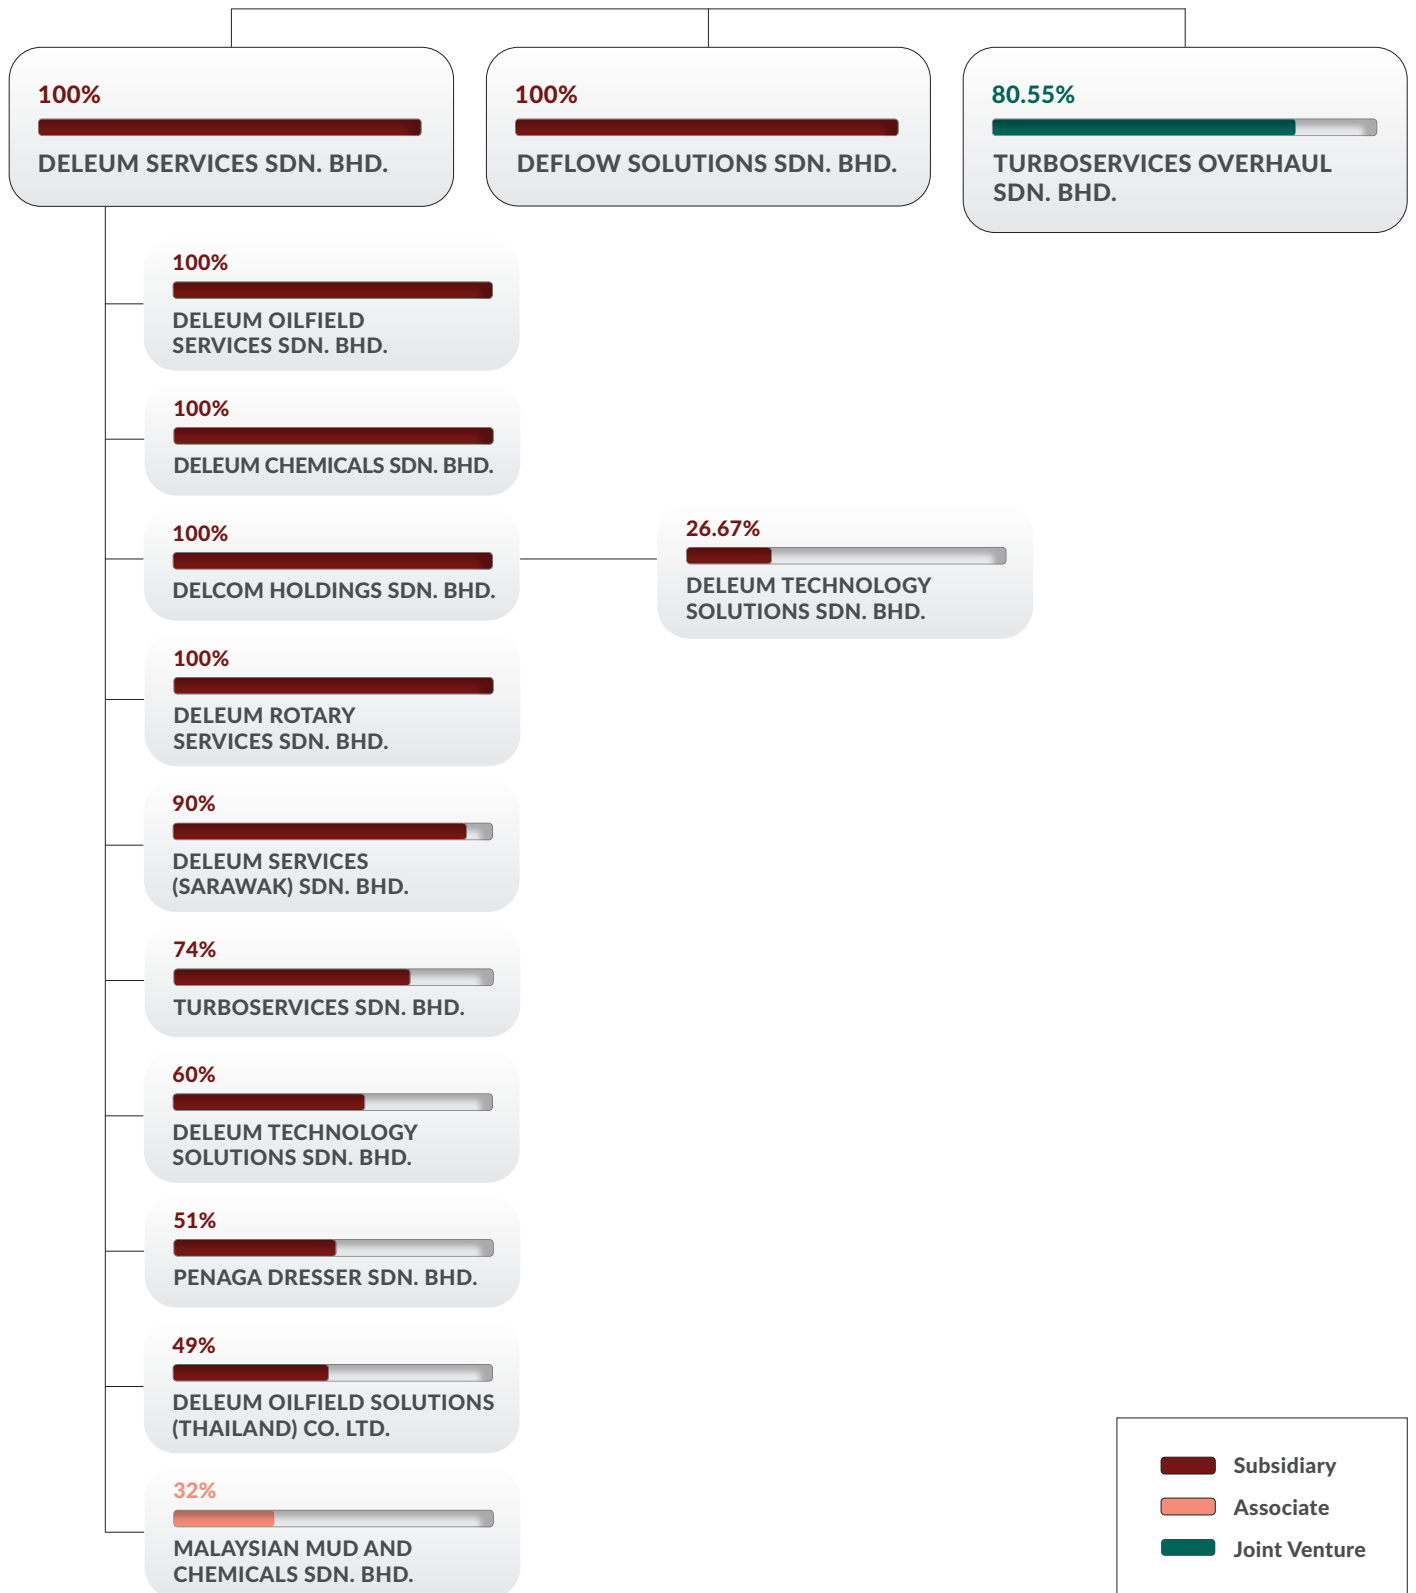 100%
DELEUM SERVICES SDN. BHD.
100%
DEFLOW SOLUTIONS SDN. BHD.
80.55%
TURBOSERVICES OVERHAUL
SDN. BHD.
100%
DELEUM OILFIELD
SERVICES SDN. BHD.
100%
DELEUM CHEMICALS SDN. BHD.
100%
DELCOM HOLDINGS SDN. BHD.
26.67%
DELEUM TECHNOLOGY
SOLUTIONS SDN. BHD.
100%
DELEUM ROTARY
SERVICES SDN. BHD.
90%
DELEUM SERVICES
(SARAWAK) SDN. BHD.
74%
TURBOSERVICES SDN. BHD.
60%
DELEUM TECHNOLOGY
SOLUTIONS SDN. BHD.
51%
PENAGA DRESSER SDN. BHD.
49%
DELEUM OILFIELD SOLUTIONS
(THAILAND) CO. LTD.
32%
MALAYSIAN MUD AND
CHEMICALS SDN. BHD.
Subsidiary
Associate
Joint Venture